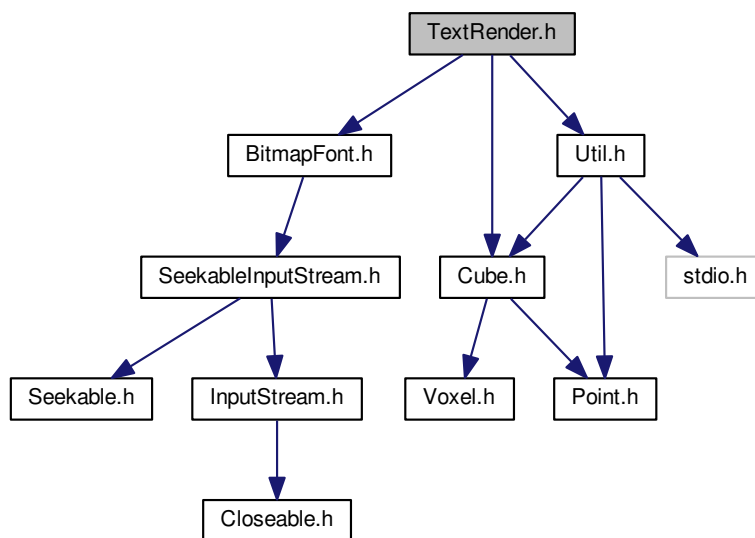 TextRender.h
BitmapFont.h
Util.h
SeekableInputStream.h
Cube.h
stdio.h
Seekable.h
InputStream.h
Voxel.h
Point.h
Closeable.h